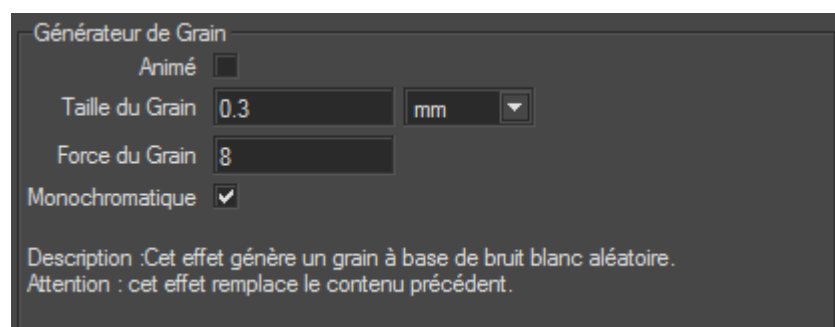 Générateur de Grain
Animé
Taille du Grain 0.3 mm
Force du Grain 8
Monochromatique
Description :Cet effet génère un grain à base de bruit blanc aléatoire.
Attention : cet effet remplace le contenu précédent.